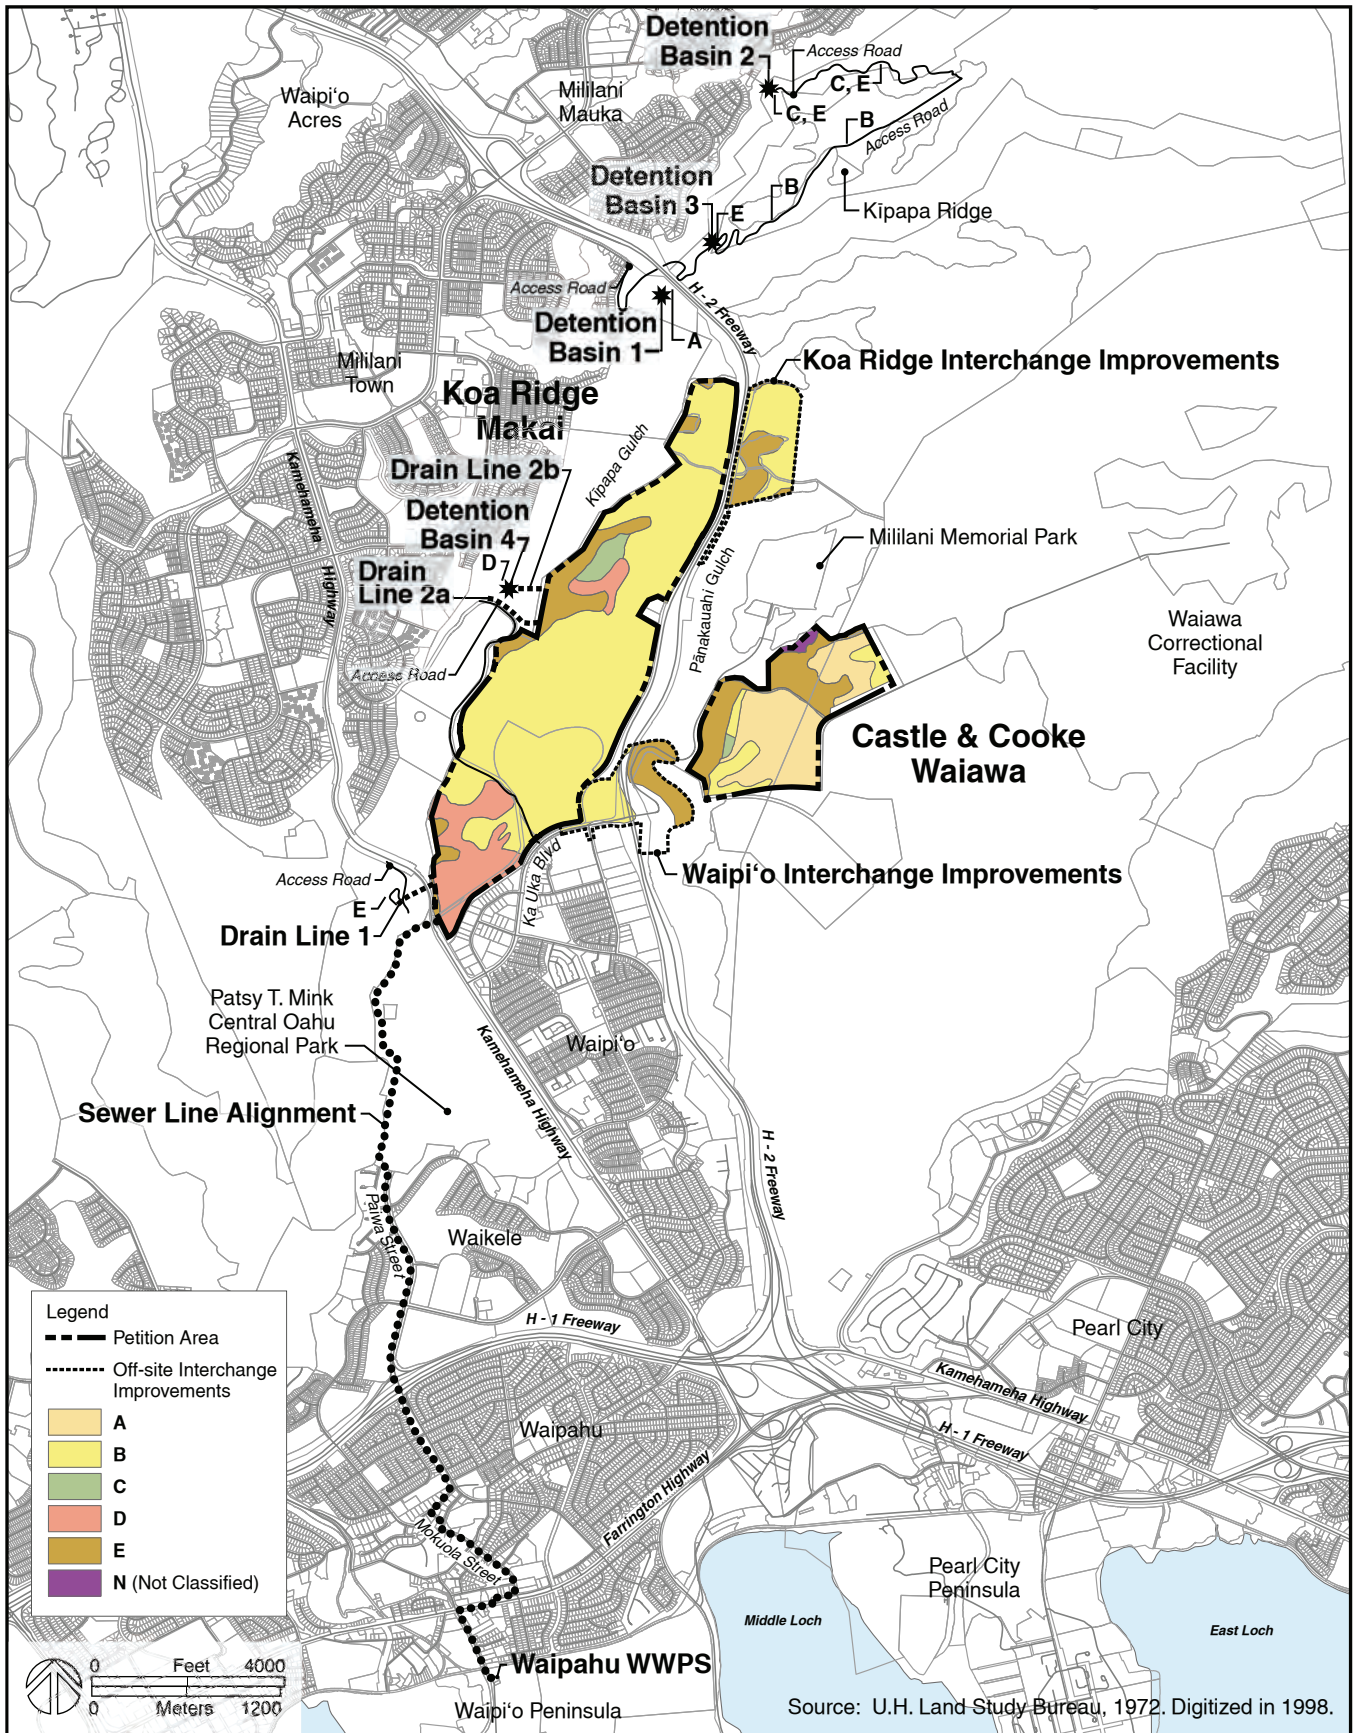 Detention
Basin 2
Access Road
C, E
C, E
B
Access Road
Waipi‘o
Acres
Mililani
Mauka
Detention
Basin 3
E
B
Kīpapa Ridge
Access Road
H - 2 Freeway
Detention
Basin 1
A
Koa Ridge Interchange Improvements
Mililani
Town
Koa Ridge
Makai
Kīpapa Gulch
Drain Line 2b
Kamehameha
Highway
Detention
Basin 4
D
Drain
Line 2a
Mililani Memorial Park
Pānakauahi Gulch
Waiawa
Correctional
Facility
Access Road
Castle & Cooke
Waiawa
Ka Uka Blvd
Waipi‘o Interchange Improvements
Access Road
E
Drain Line 1
Patsy T. Mink
Central Oahu
Regional Park
Kamehameha Highway
Waipi‘o
Sewer Line Alignment
H - 2 Freeway
Paiwa Street
Waikele
H - 1 Freeway
Pearl City
Kamehameha Highway
H - 1 Freeway
Waipahu
Farrington Highway
Mokuola Street
Pearl City
Peninsula
Middle Loch
East Loch
Waipahu WWPS
Waipi‘o Peninsula
Legend
Petition Area
Off-site Interchange
Improvements
A
B
C
D
E
N (Not Classified)
0 Feet 4000
0 Meters 1200
Source: U.H. Land Study Bureau, 1972. Digitized in 1998.